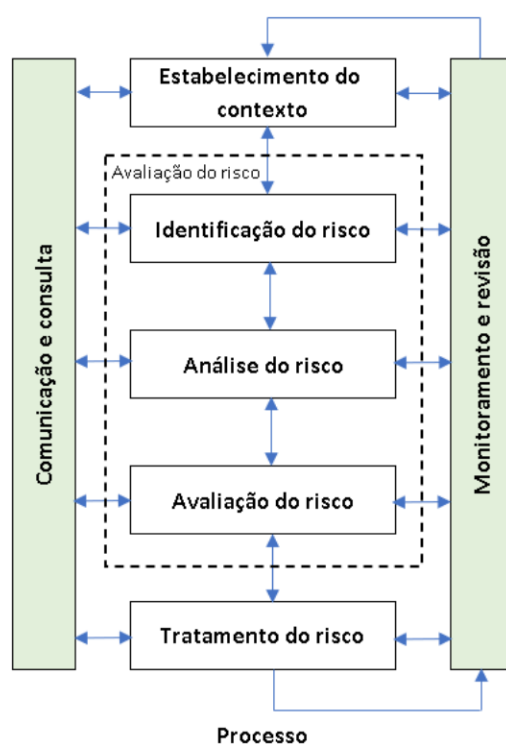 Estabelecimento do
contexto
Avaliação do risco
Identificação do risco
Análise do risco
Avaliação do risco
Tratamento do risco
Comunicação e consulta
Monitoramento e revisão
Processo